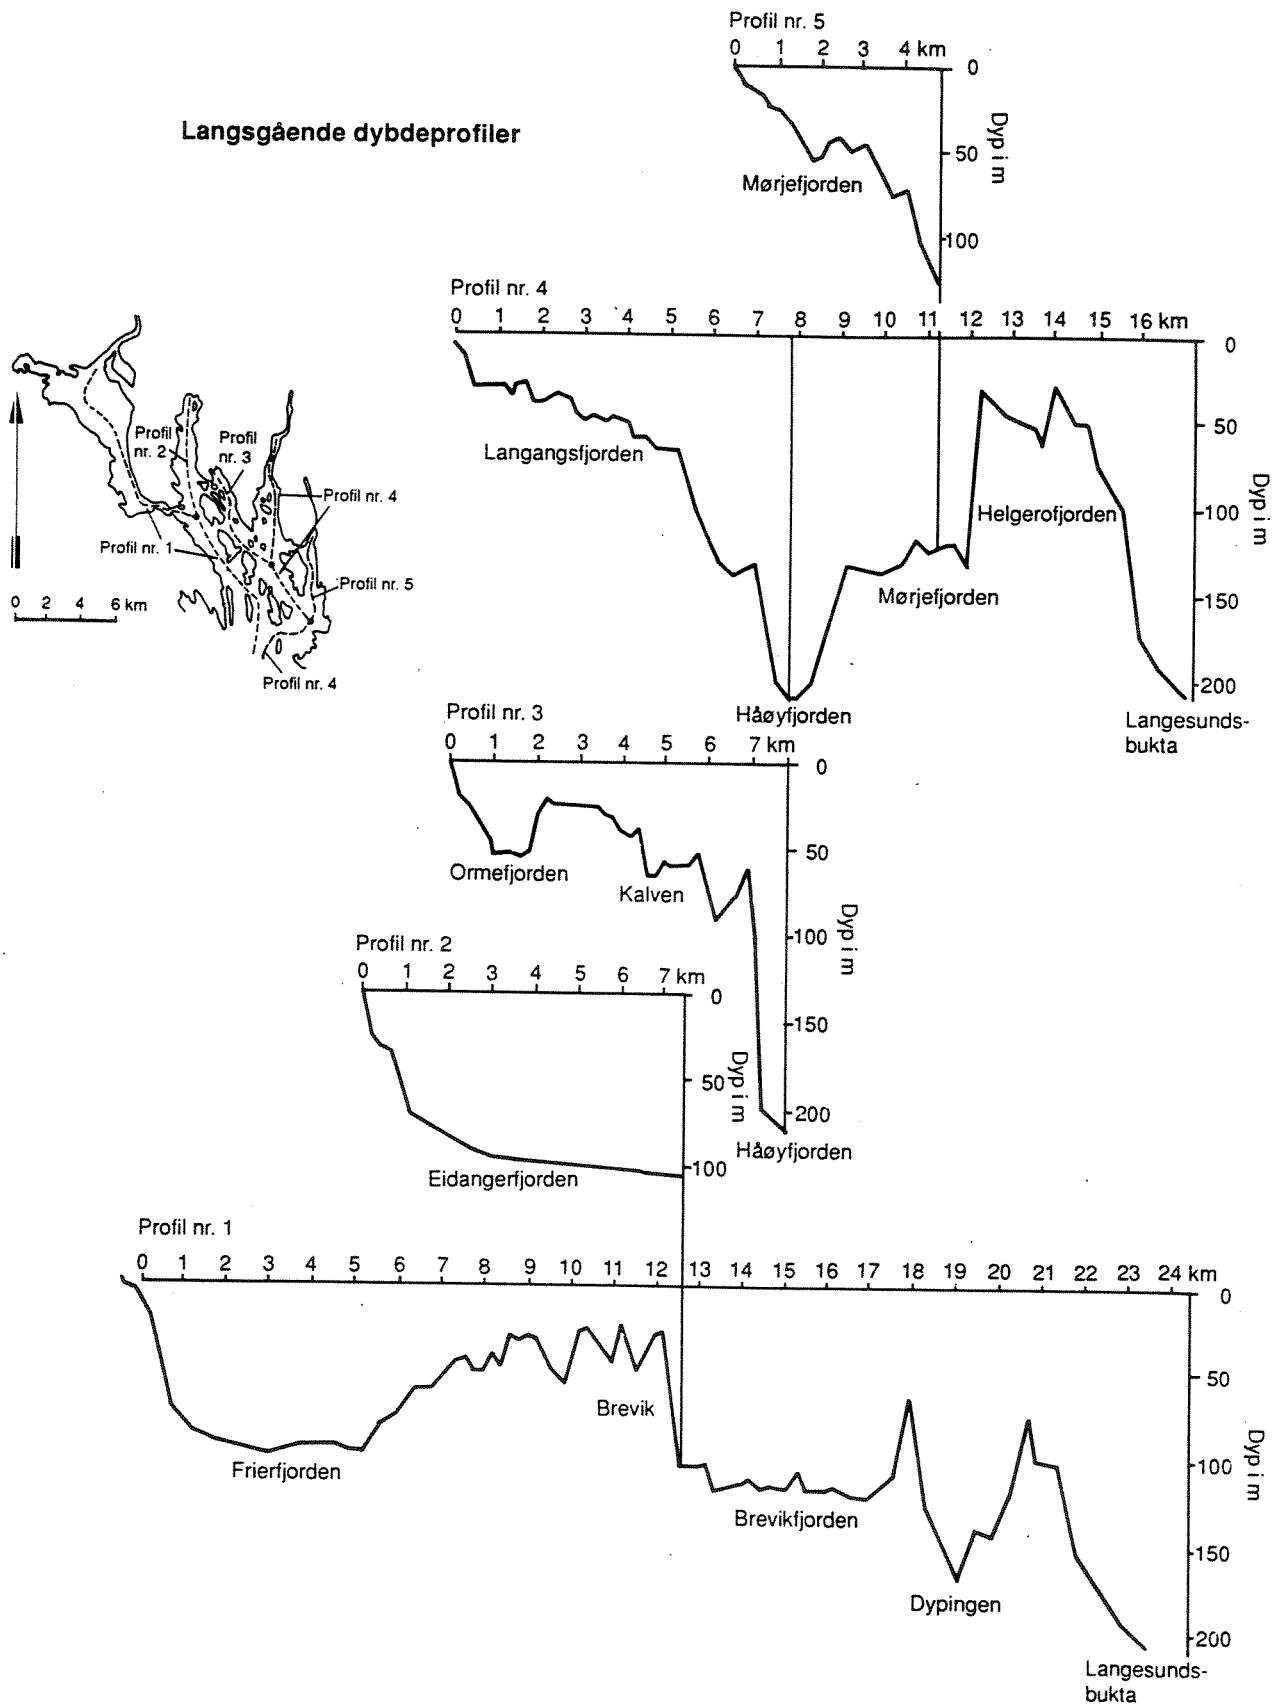 Langsgående dybdeprofiler
Profil nr. 5
0 1 2 3 4 km
0
50
100
Dyp i m
Mørjefjorden
Profil nr. 4
0 1 2 3 4 5 6 7 8 9 10 11 12 13 14 15 16 km
0
50
100
150
200
Dyp i m
Langangsfjorden
Håøyfjorden
Mørjefjorden
Helgerofjorden
Langesunds-
bukta
Profil
nr. 2
Profil
nr. 3
Profil nr. 4
Profil nr. 1
Profil nr. 5
Profil nr. 4
0 2 4 6 km
Profil nr. 3
0 1 2 3 4 5 6 7 km
0
50
100
150
200
Dyp i m
Ormefjorden
Kalven
Håøyfjorden
Profil nr. 2
0 1 2 3 4 5 6 7 km
0
50
100
Dyp i m
Eidangerfjorden
Profil nr. 1
0 1 2 3 4 5 6 7 8 9 10 11 12 13 14 15 16 17 18 19 20 21 22 23 24 km
0
50
100
150
200
Dyp i m
Frierfjorden
Brevik
Brevikfjorden
Dypingen
Langesunds-
bukta